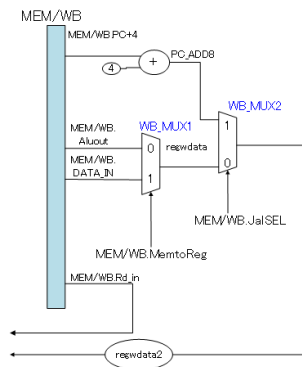 MEM/WB
MEM/WB.PC+4
PC_ADD8
4
+
WB_MUX2
MEM/WB.
Aluout
WB_MUX1
1
MEM/WB.
DATA_IN
0
regwdata
1
0
MEM/WB.JalSEL
MEM/WB.MemtoReg
MEM/WB.Rd_in
regwdata2